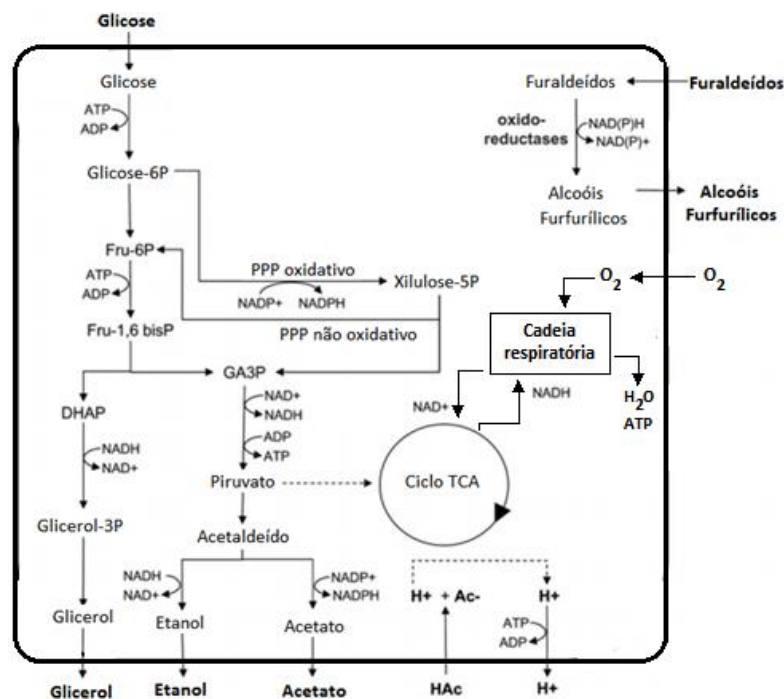 Glicose
Glicose
ATP
ADP
Glicose-6P
Fru-6P
ATP
ADP
Fru-1,6 bisP
PPP oxidativo
NADP+ NADPH
Xilulose-5P
PPP não oxidativo
DHAP
NADH
NAD+
Glicerol-3P
Glicerol
Glicerol
GA3P
NAD+
NADH
ADP
ATP
Piruvato
Acetaldeído
NADH
NAD+
Etanol
Etanol
NADP+
NADPH
Acetato
Acetato
Furaldeídos
Furaldeídos
oxido-
reductases
NAD(P)H
NAD(P)+
Alcoóis
Furfurílicos
Alcoóis
Furfurílicos
O2
O2
Cadeia
respiratória
NAD+
NADH
H2O
ATP
Ciclo TCA
H+ + Ac-
H+
ATP
ADP
HAc
H+